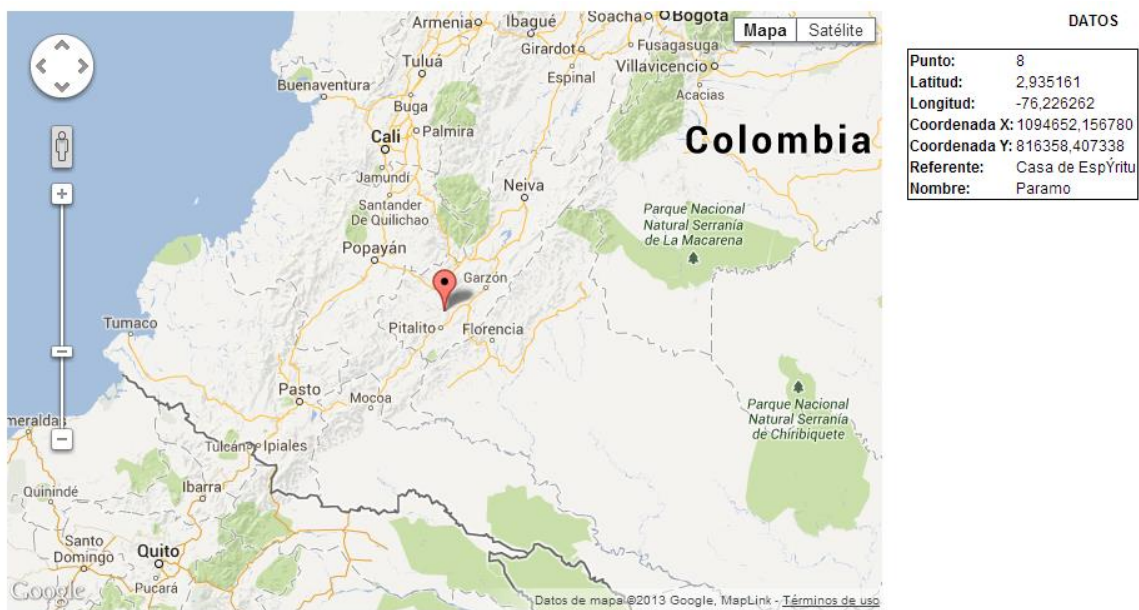 Armenia
Ibagué
Soacha
Bogotá
Mapa
Satélite
Girardot
Fusagasuga
Tuluá
Villavicencio
Buenaventura
Espinal
Acacias
Buga
Cali
Palmira
Colombia
Jamundí
Neiva
Santander
De Quilichao
Parque Nacional
Natural Serranía
de La Macarena
Popayán
Garzón
Tumaco
Pitalito
Florencia
Pasto
Mocoa
Parque Nacional
Natural Serranía
de Chiribiquete
meraldas
Tulcán
Ipiales
Quinindé
Ibarra
Santo
Domingo
Quito
Pucará
Google
Datos de mapa ©2013 Google, MapLink - Términos de uso
DATOS
Punto: 8
Latitud: 2,935161
Longitud: -76,226262
Coordenada X: 1094652,156780
Coordenada Y: 816358,407338
Referente: Casa de EspÝritu
Nombre: Paramo